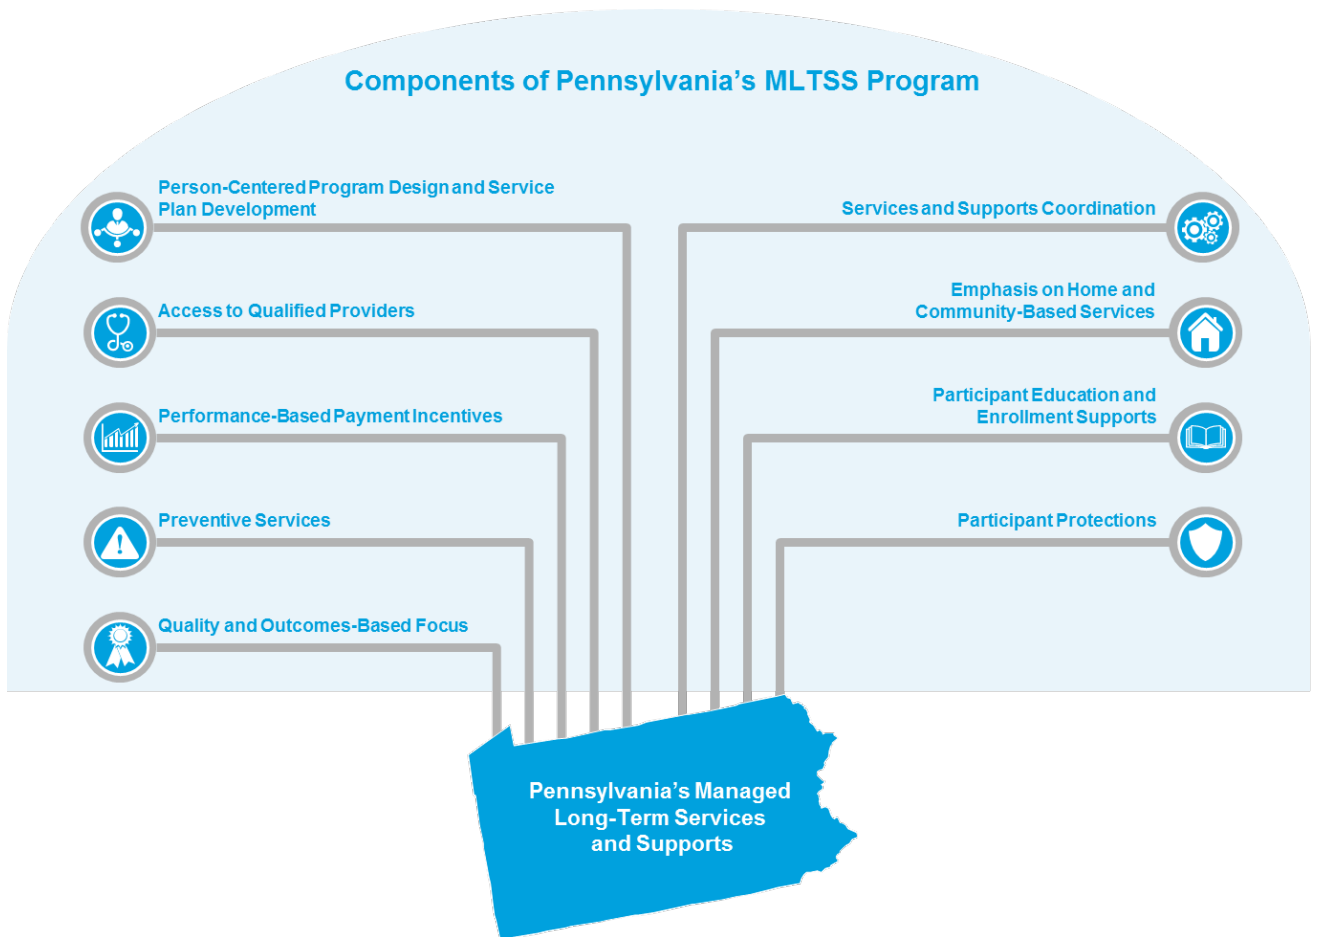 Components of Pennsylvania's MLTSS Program
Person-Centered Program Design and Service
Plan Development
Access to Qualified Providers
Performance-Based Payment Incentives
Preventive Services
Quality and Outcomes-Based Focus
Services and Supports Coordination
Emphasis on Home and
Community-Based Services
Participant Education and
Enrollment Supports
Participant Protections
Pennsylvania's Managed
Long-Term Services
and Supports